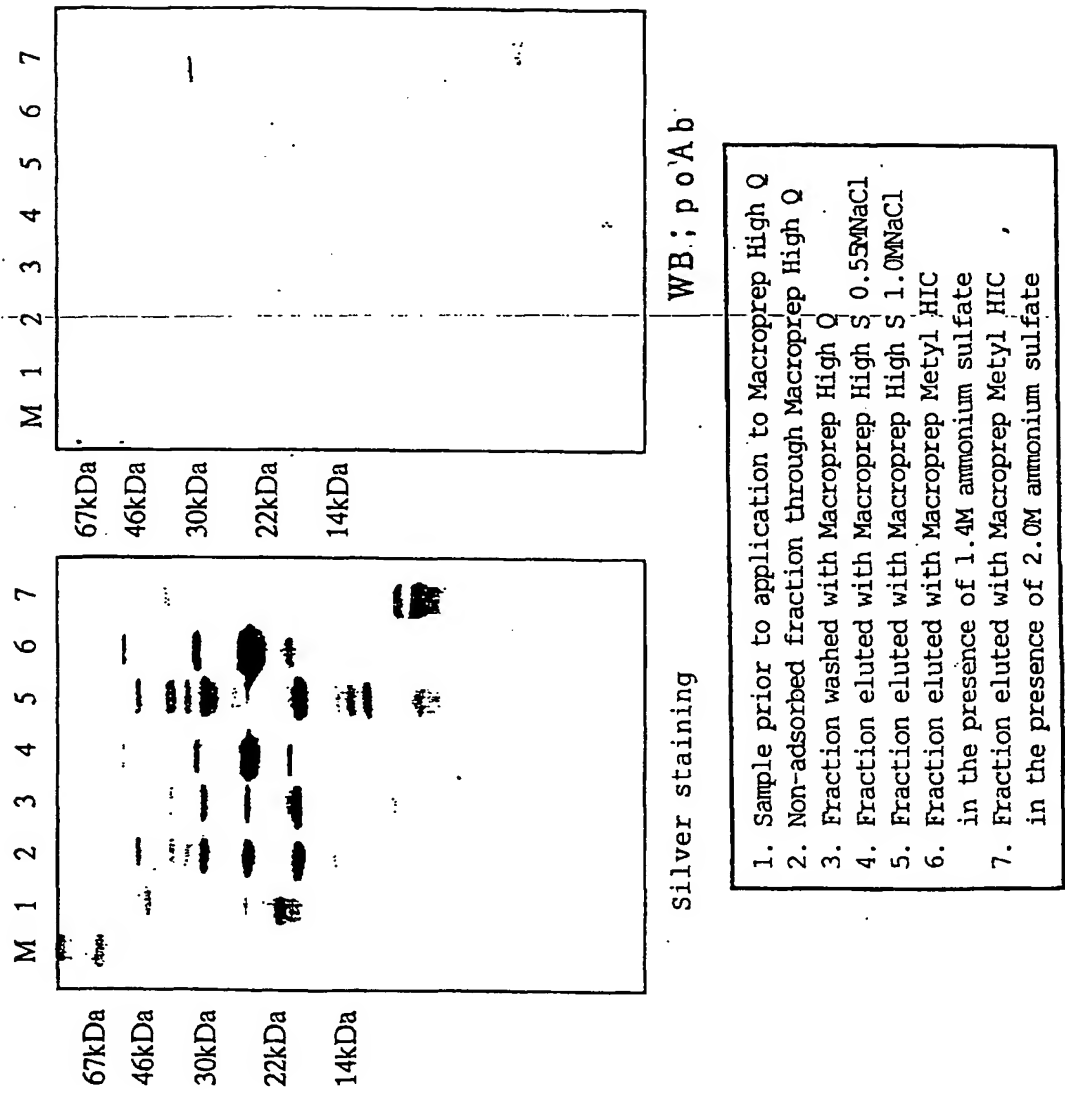 M 1 2 3 4 5 6 7
67kDa
46kDa
30kDa
22kDa
14kDa
Silver staining
M 1 2 3 4 5 6 7
67kDa
46kDa
30kDa
22kDa
14kDa
WB.; po'Ab
1. Sample prior to application to Macroprep High Q
2. Non-adsorbed fraction through Macroprep High Q
3. Fraction washed with Macroprep High Q
4. Fraction eluted with Macroprep High S 0.55MNaCl
5. Fraction eluted with Macroprep High S 1.0MNaCl
6. Fraction eluted with Macroprep Metyl HIC
in the presence of 1.4M ammonium sulfate
7. Fraction eluted with Macroprep Metyl HIC
in the presence of 2.0M ammonium sulfate